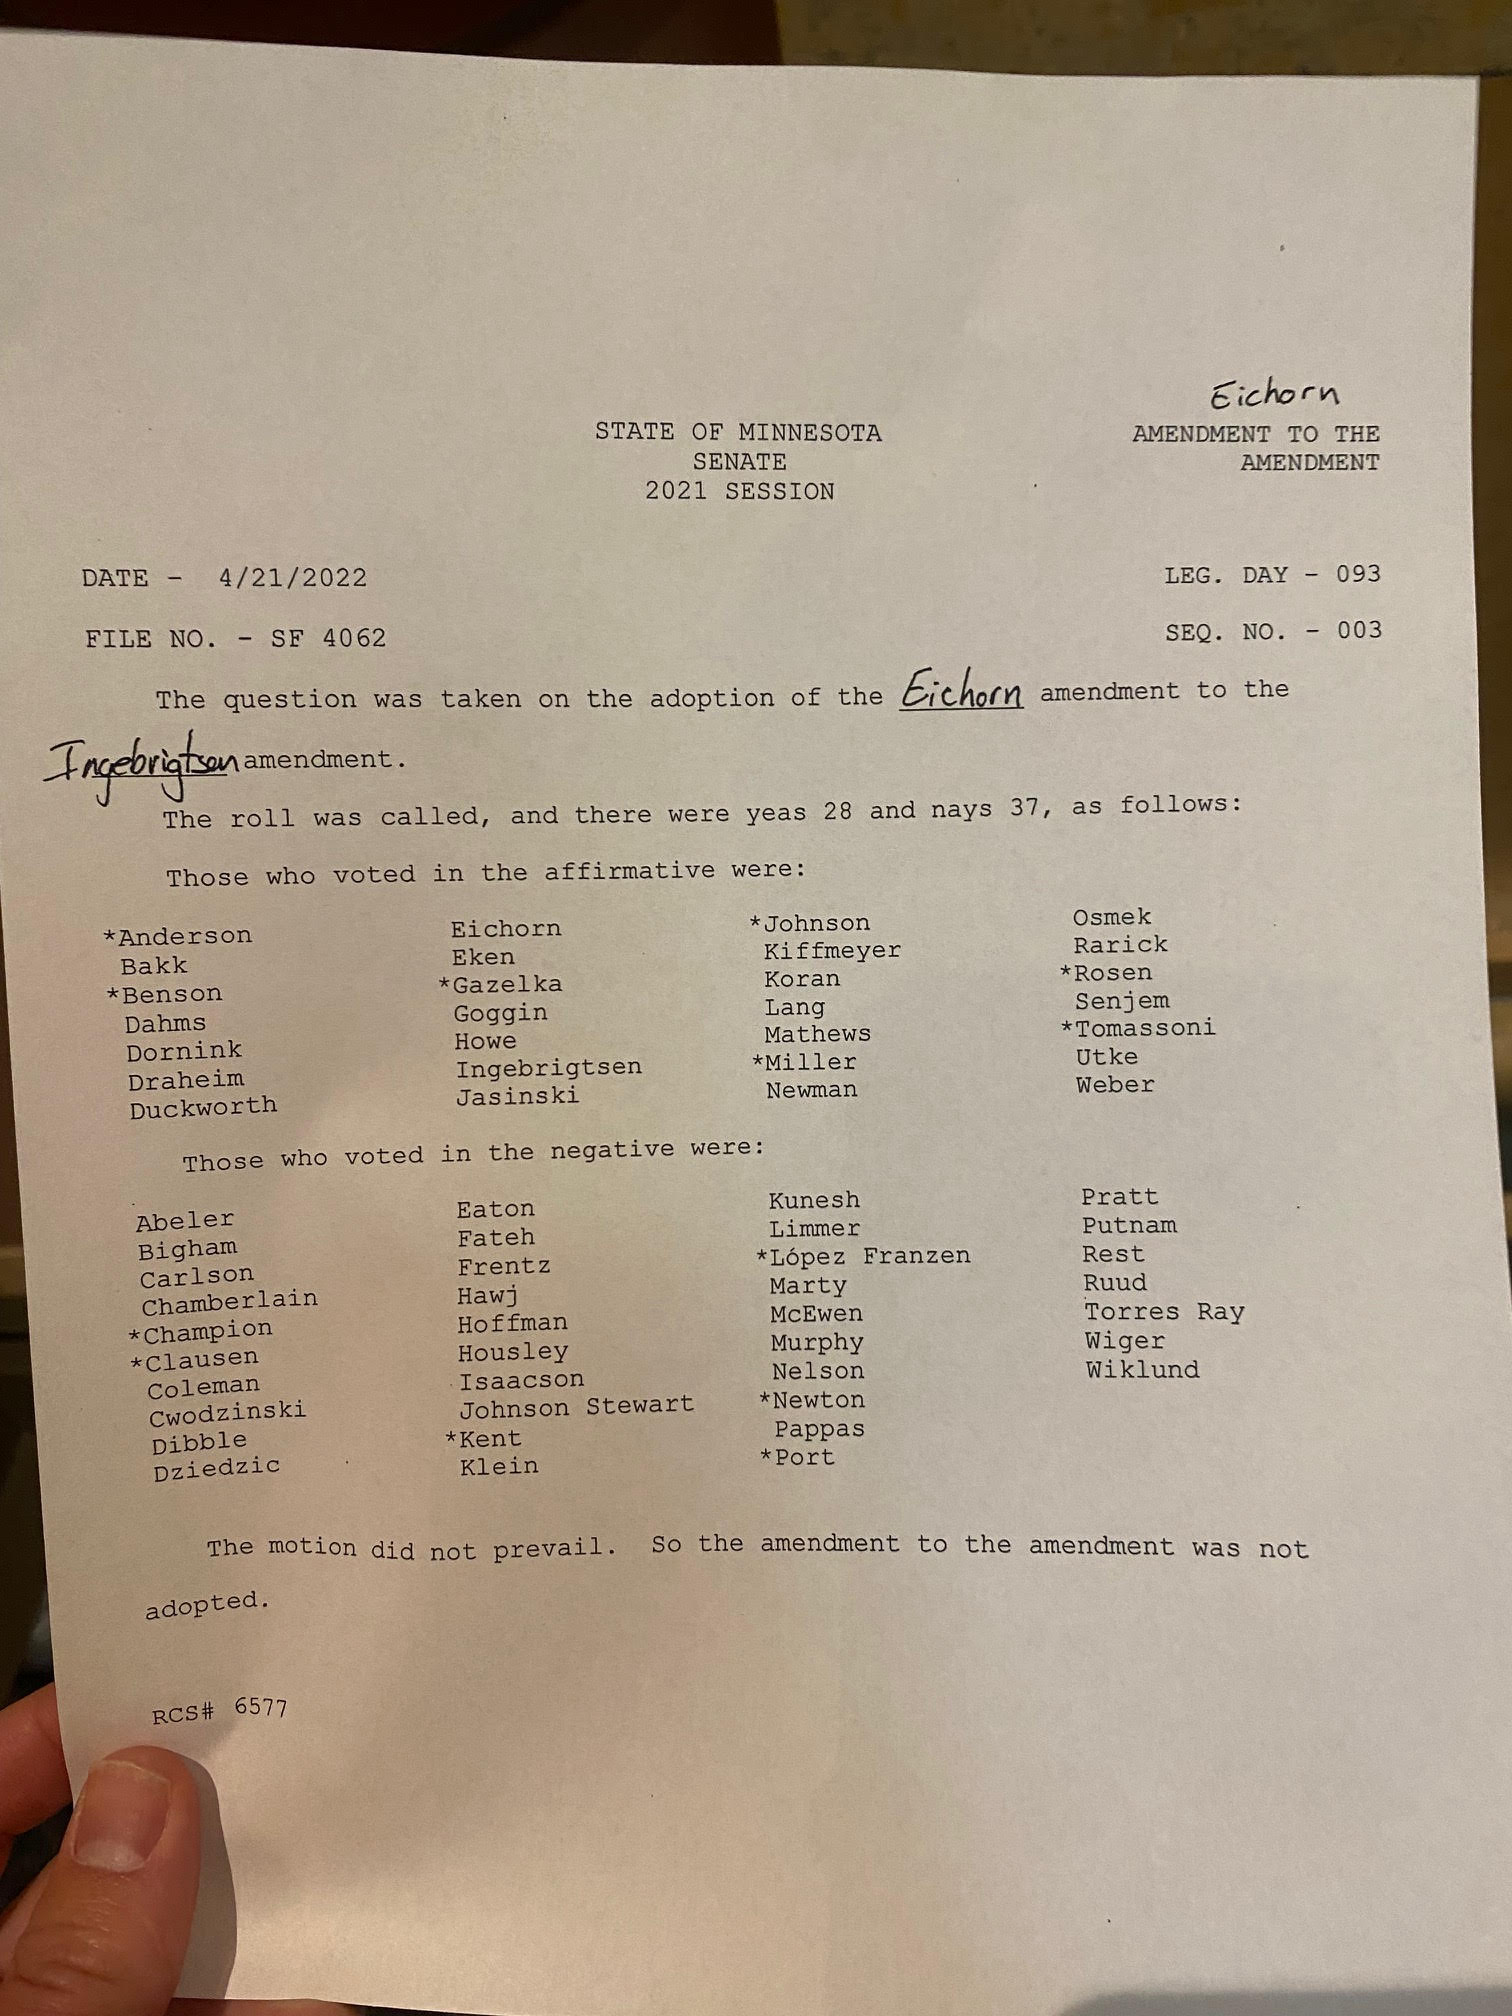 Eichorn
STATE OF MINNESOTA
SENATE
2021 SESSION
AMENDMENT TO THE
AMENDMENT
DATE - 4/21/2022
LEG. DAY - 093
FILE NO. - SF 4062
SEQ. NO. - 003
The question was taken on the adoption of the Eichorn amendment to the
Ingebrigtsen amendment.
The roll was called, and there were yeas 28 and nays 37, as follows:
Those who voted in the affirmative were:
*Anderson Eichorn *Johnson Osmek
Bakk Eken Kiffmeyer Rarick
*Benson *Gazelka Koran *Rosen
Dahms Goggin Lang Senjem
Dornink Howe Mathews *Tomassoni
Draheim Ingebrigtsen *Miller Utke
Duckworth Jasinski Newman Weber
Those who voted in the negative were:
Abeler Eaton Kunesh Pratt
Bigham Fateh Limmer Putnam
Carlson Frentz *López Franzen Rest
Chamberlain Hawj Marty Ruud
*Champion Hoffman McEwen Torres Ray
*Clausen Housley Murphy Wiger
Coleman Isaacson Nelson Wiklund
Cwodzinski Johnson Stewart *Newton
Dibble *Kent Pappas
Dziedzic Klein *Port
The motion did not prevail. So the amendment to the amendment was not
adopted.
RCS# 6577